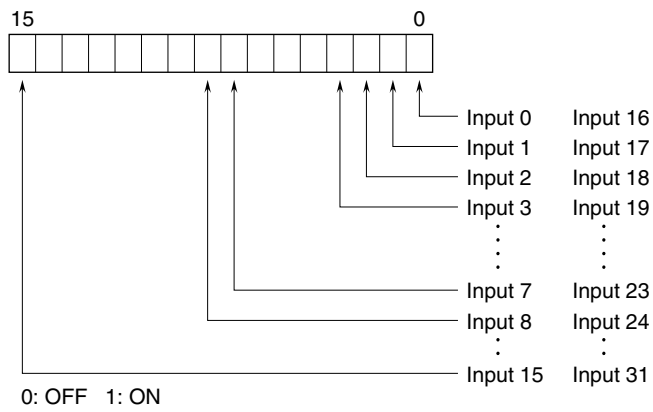 15 0
Input 0 Input 16
Input 1 Input 17
Input 2 Input 18
Input 3 Input 19
Input 7 Input 23
Input 8 Input 24
Input 15 Input 31
0: OFF 1: ON